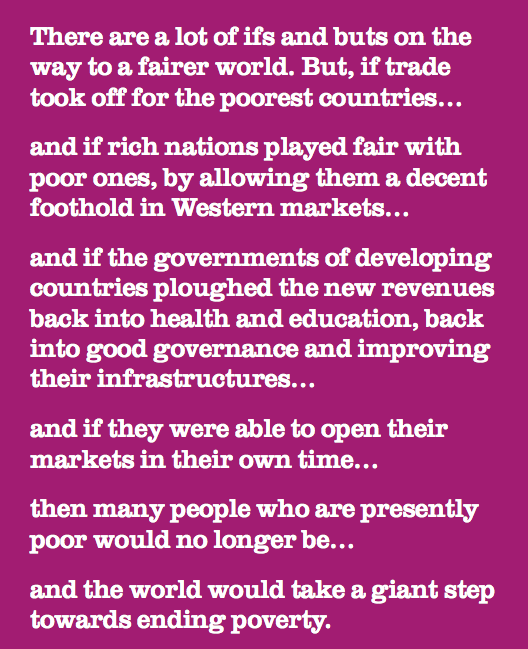 There are a lot of ifs and buts on the
way to a fairer world. But, if trade
took off for the poorest countries…
and if rich nations played fair with
poor ones, by allowing them a decent
foothold in Western markets…
and if the governments of developing
countries ploughed the new revenues
back into health and education, back
into good governance and improving
their infrastructures…
and if they were able to open their
markets in their own time…
then many people who are presently
poor would no longer be…
and the world would take a giant step
towards ending poverty.